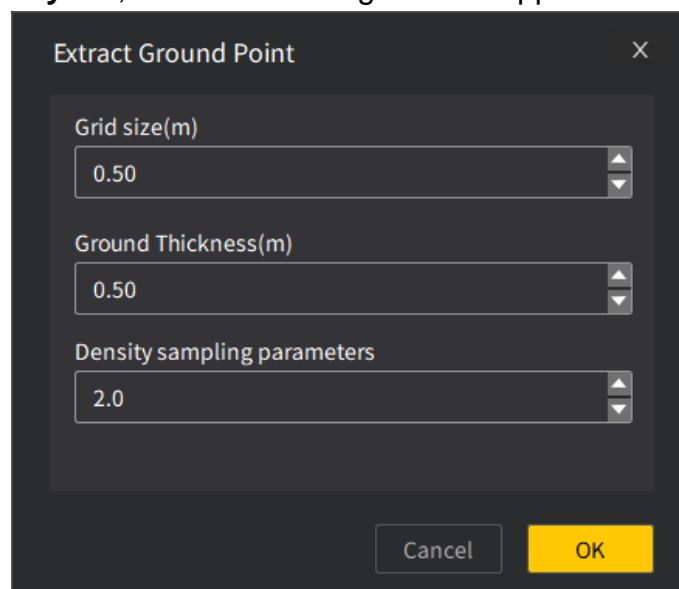 Extract Ground Point X
Grid size(m)
0.50
Ground Thickness(m)
0.50
Density sampling parameters
2.0
Cancel OK